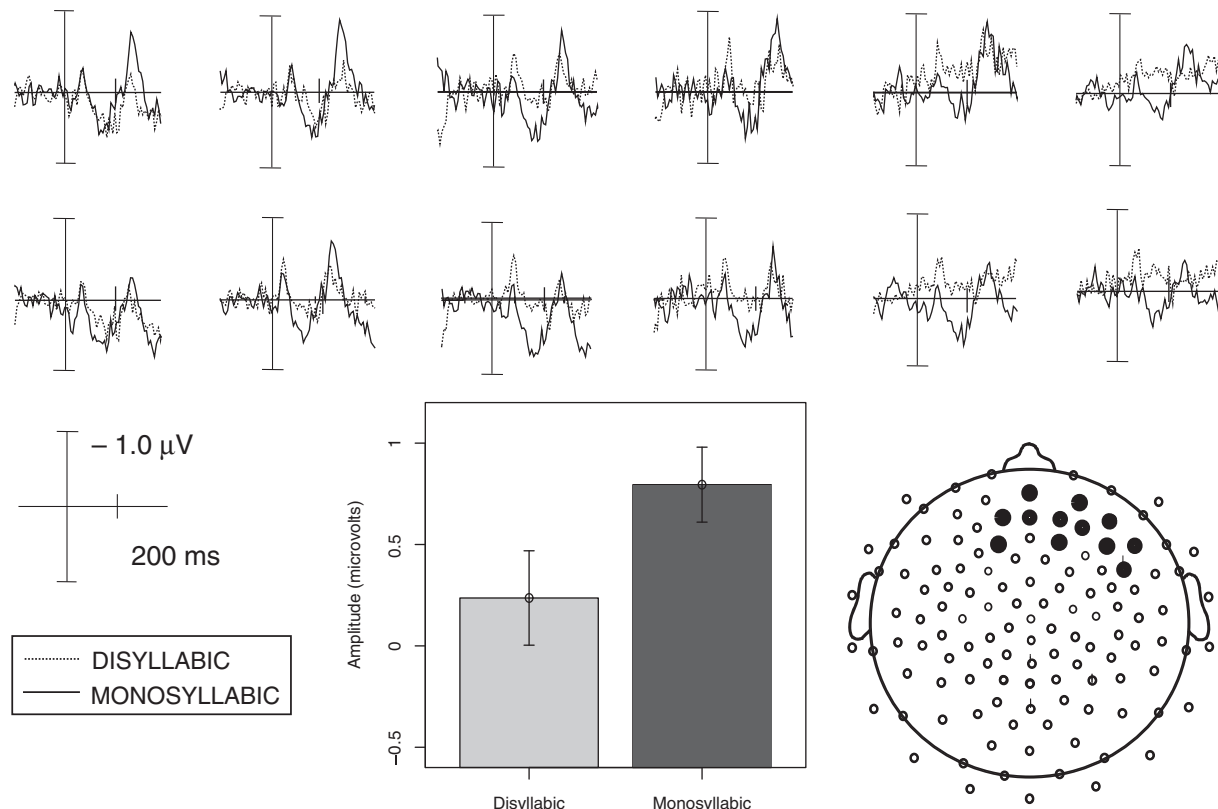 – 1.0 μV
200 ms
DISYLLABIC
MONOSYLLABIC
Amplitude (microvolts)
1
0.5
0
–0.5
Disyllabic
Monosyllabic